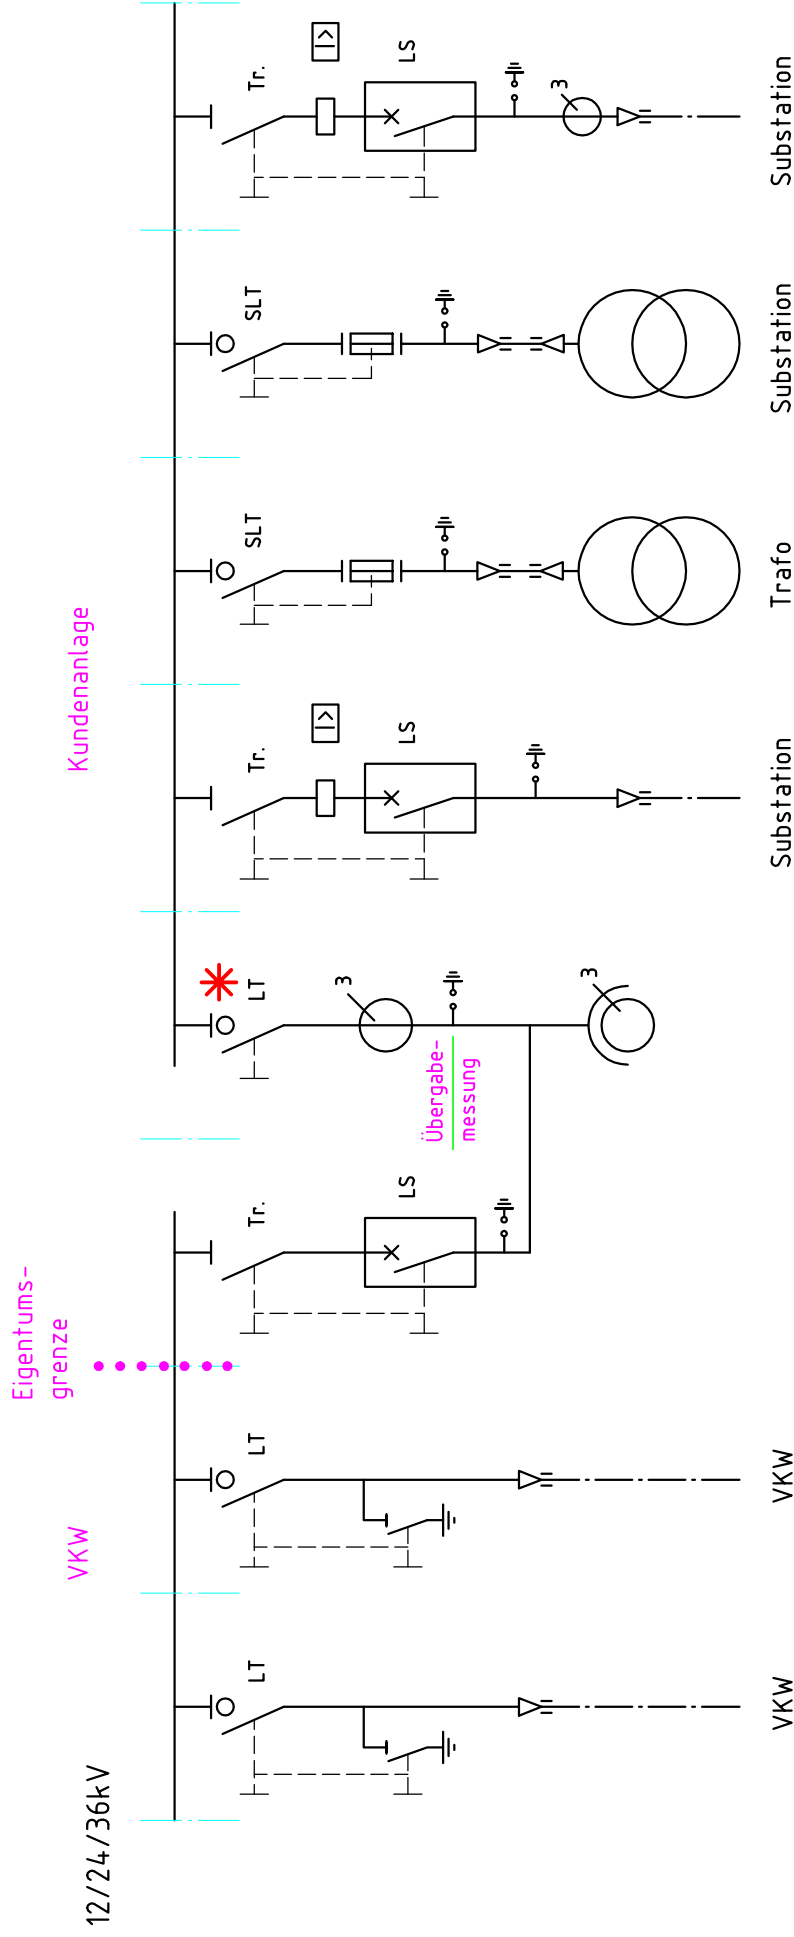 12/24/36kV
VKW
Eigentums-
grenze
Kundenanlage
LT
LT
Tr.
LS
LT
3
Übergabe-
messung
3
Tr.
I>
LS
SLT
SLT
Tr.
I>
LS
3
VKW
VKW
Substation
Trafo
Substation
Substation